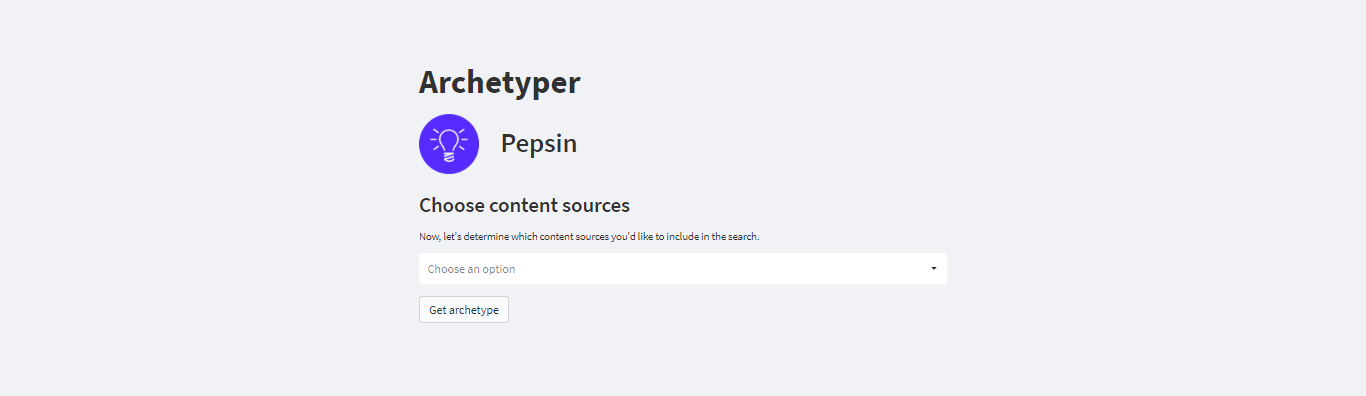 Archetyper
Pepsin
Choose content sources
Now, let's determine which content sources you'd like to include in the search.
Choose an option
Get archetype